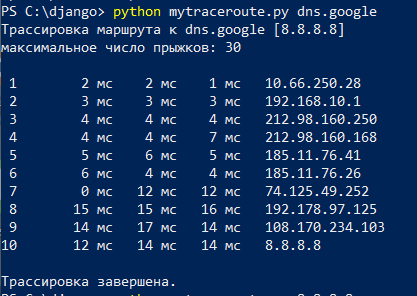 PS C:\django> python mytraceroute.py dns.google
Трассировка маршрута к dns.google [8.8.8.8]
максимальное число прыжков: 30
1 2 мс 2 мс 1 мс 10.66.250.28
2 3 мс 3 мс 3 мс 192.168.10.1
3 4 мс 4 мс 4 мс 212.98.160.250
4 4 мс 4 мс 7 мс 212.98.160.168
5 5 мс 6 мс 5 мс 185.11.76.41
6 6 мс 4 мс 4 мс 185.11.76.26
7 0 мс 12 мс 12 мс 74.125.49.252
8 15 мс 15 мс 16 мс 192.178.97.125
9 14 мс 17 мс 14 мс 108.170.234.103
10 12 мс 14 мс 14 мс 8.8.8.8
Трассировка завершена.